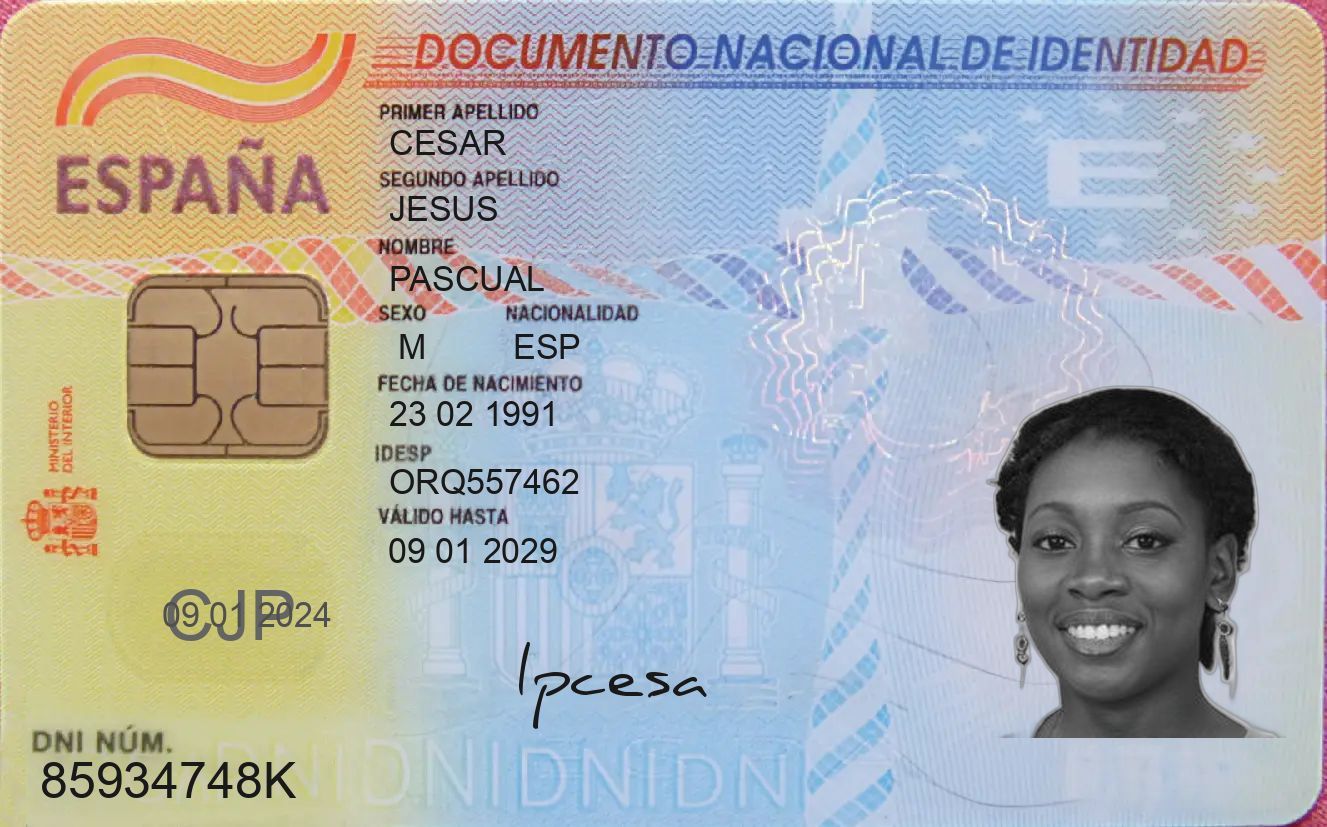 DOCUMENTO NACIONAL DE IDENTIDAD
ESPAÑA
PRIMER APELLIDO
CESAR
SEGUNDO APELLIDO
JESUS
NOMBRE
PASCUAL
SEXO NACIONALIDAD
M ESP
FECHA DE NACIMIENTO
23 02 1991
IDESP
ORQ557462
VÁLIDO HASTA
09 01 2029
MINISTERIO
DEL INTERIOR
E
CJP
09 01 2024
lpcesa
DNI NÚM.
85934748K
DNIDNIDNIDNI